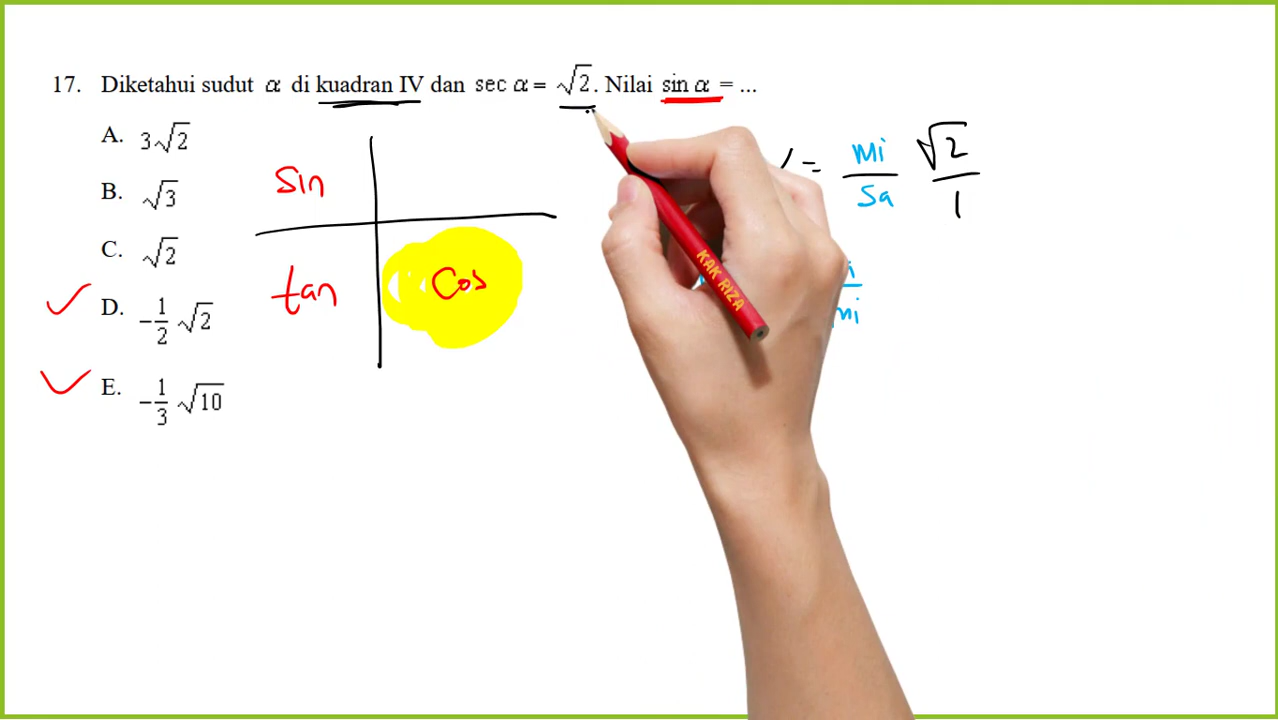 17. Diketahui sudut α di kuadran IV dan sec α = √2. Nilai sin α = ...
A. 3√2
B. √3
C. √2
D. -1/2 √2
E. -1/3 √10
sin
tan
Cos
= mi/sa √2/1
mi
KAK RIZA